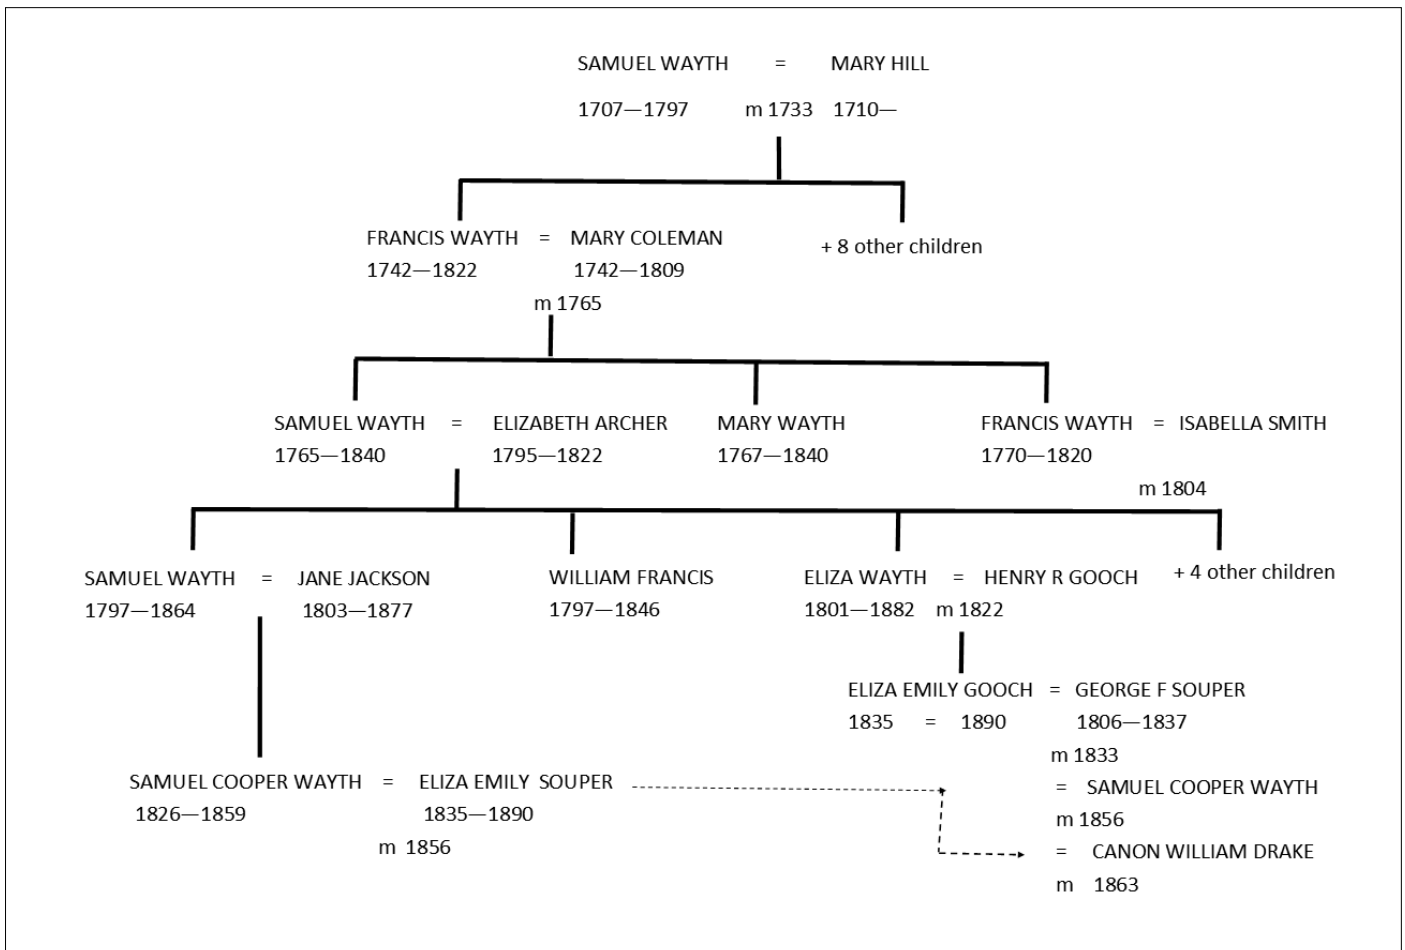 SAMUEL WAYTH = MARY HILL
1707—1797 m 1733 1710—
FRANCIS WAYTH = MARY COLEMAN
+ 8 other children
1742—1822 1742—1809
m 1765
SAMUEL WAYTH = ELIZABETH ARCHER MARY WAYTH FRANCIS WAYTH = ISABELLA SMITH
1765—1840 1795—1822 1767—1840 1770—1820
m 1804
SAMUEL WAYTH = JANE JACKSON WILLIAM FRANCIS ELIZA WAYTH = HENRY R GOOCH + 4 other children
1797—1864 1803—1877 1797—1846 1801—1882 m 1822
ELIZA EMILY GOOCH = GEORGE F SOUPER
1835 = 1890 1806—1837
m 1833
SAMUEL COOPER WAYTH = ELIZA EMILY SOUPER = SAMUEL COOPER WAYTH
1826—1859 1835—1890 m 1856
m 1856 = CANON WILLIAM DRAKE
m 1863